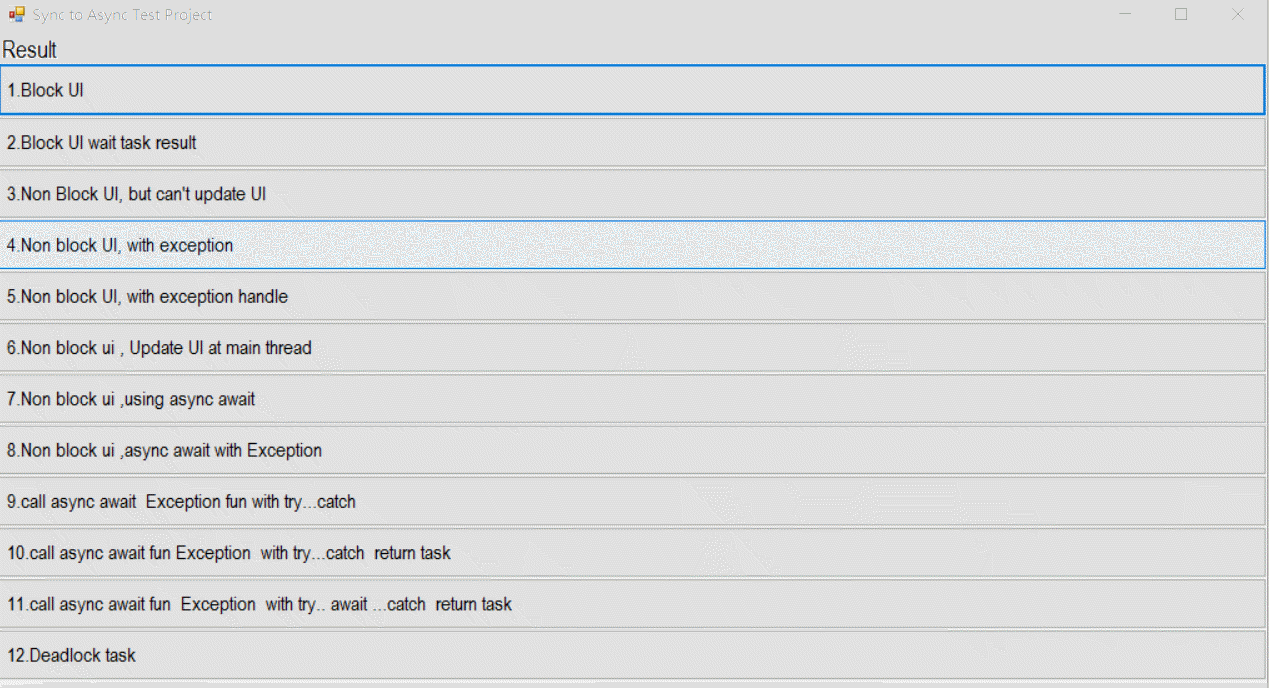 Sync to Async Test Project
Result
1.Block UI
2.Block UI wait task result
3.Non Block UI, but can't update UI
4.Non block UI, with exception
5.Non block UI, with exception handle
6.Non block ui , Update UI at main thread
7.Non block ui ,using async await
8.Non block ui ,async await with Exception
9.call async await  Exception fun with try...catch
10.call async await fun Exception  with try...catch  return task
11.call async await fun  Exception  with try.. await ...catch  return task
12.Deadlock task